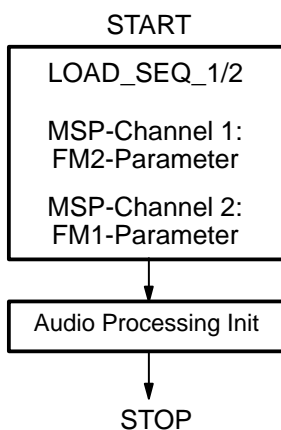 START
LOAD_SEQ_1/2
MSP-Channel 1:
FM2-Parameter
MSP-Channel 2:
FM1-Parameter
Audio Processing Init
STOP